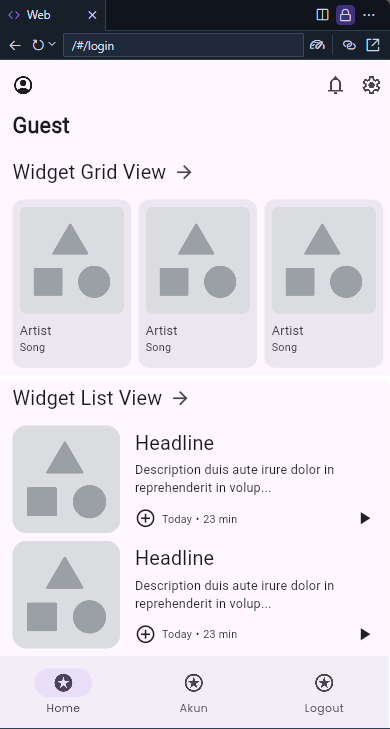 Web
/#/login
Guest
Widget Grid View
Artist
Song
Artist
Song
Artist
Song
Widget List View
Headline
Description duis aute irure dolor in
reprehenderit in volup...
Today • 23 min
Headline
Description duis aute irure dolor in
reprehenderit in volup...
Today • 23 min
Home
Akun
Logout